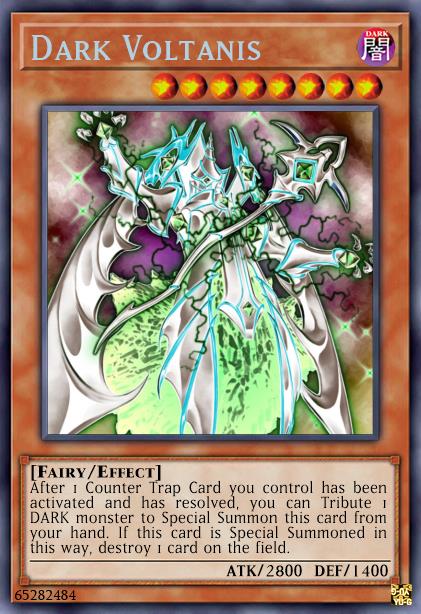 Dark Voltanis
DARK
闇
[Fairy/Effect]
After 1 Counter Trap Card you control has been
activated and has resolved, you can Tribute 1
DARK monster to Special Summon this card from
your hand. If this card is Special Summoned in
this way, destroy 1 card on the field.
ATK/2800 DEF/1400
65282484